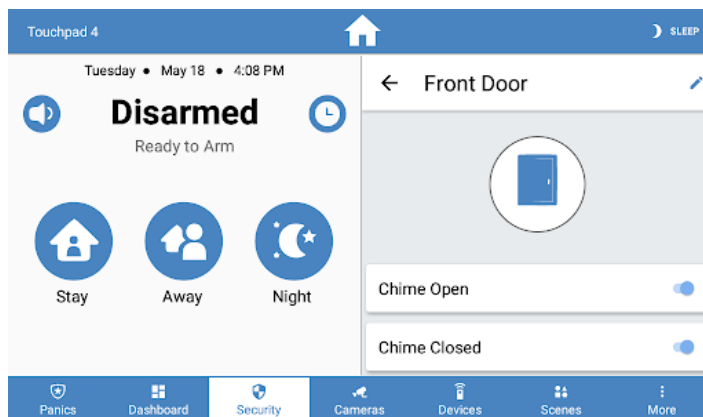 Touchpad 4
SLEEP
Tuesday • May 18 • 4:08 PM
Disarmed
Ready to Arm
Stay
Away
Night
Front Door
Chime Open
Chime Closed
Panics
Dashboard
Security
Cameras
Devices
Scenes
More